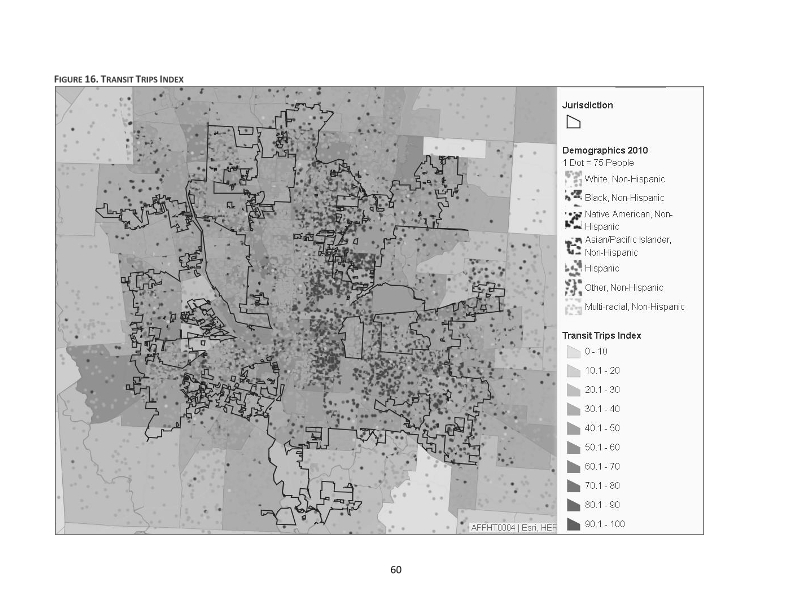 FIGURE 16. TRANSIT TRIPS INDEX
Jurisdiction
Demographics 2010
1 Dot = 75 People
White, Non-Hispanic
Black, Non-Hispanic
Native American, Non-
Hispanic
Asian/Pacific Islander,
Non-Hispanic
Hispanic
Other, Non-Hispanic
Multi-racial, Non-Hispanic
Transit Trips Index
0 - 10
10.1 - 20
20.1 - 30
30.1 - 40
40.1 - 50
50.1 - 60
60.1 - 70
70.1 - 80
80.1 - 90
90.1 - 100
AFFHT0004 | Esri, HER
60